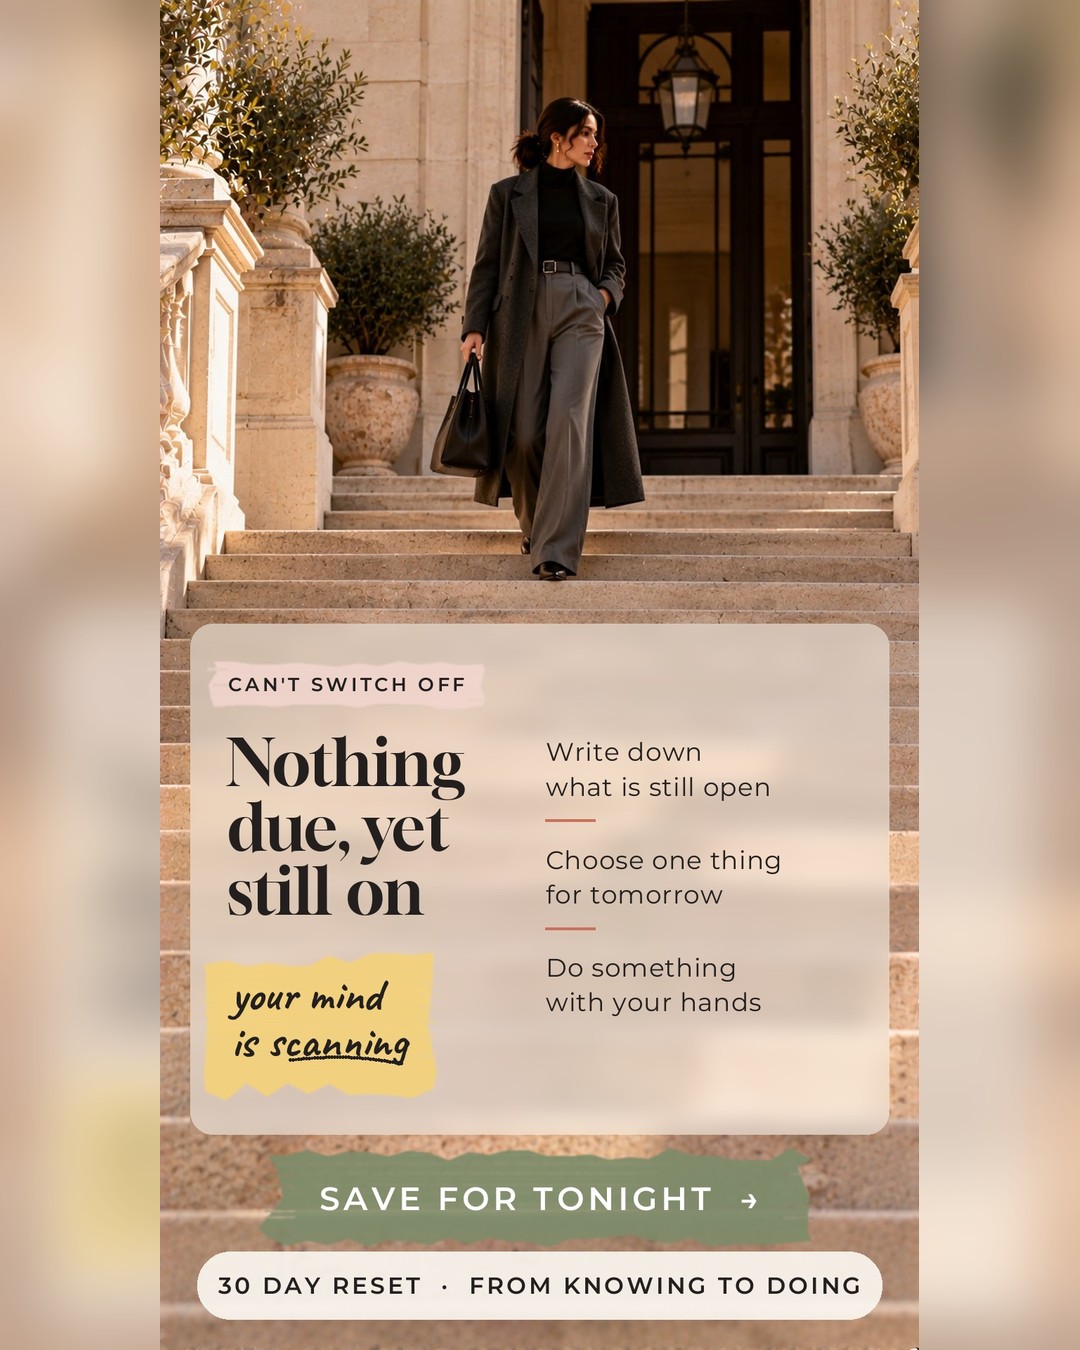 CAN'T SWITCH OFF
Nothing
due, yet
still on
your mind
is scanning
Write down
what is still open
Choose one thing
for tomorrow
Do something
with your hands
SAVE FOR TONIGHT →
30 DAY RESET · FROM KNOWING TO DOING